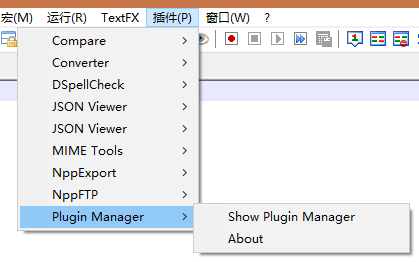 宏(M) 运行(R) TextFX 插件(P) 窗口(W) ?
1
Compare
Converter
DSpellCheck
JSON Viewer
JSON Viewer
MIME Tools
NppExport
NppFTP
Plugin Manager
Show Plugin Manager
About